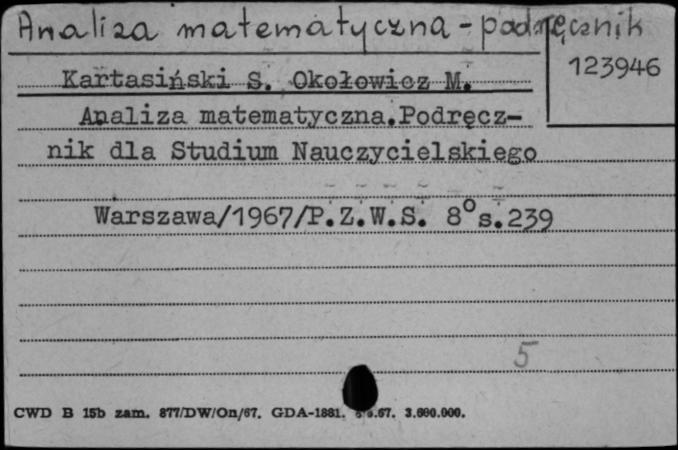 Analiza matematyczna - podręcznik
123946
Kartasiński S. Okołowicz M.
Analiza matematyczna.Podręcz-
nik dla Studium Nauczycielskiego
Warszawa/1967/P.Z.W.S. 8° s.239
5
CWD B 15b zam. 877/DW/On/67. GDA-1881. .67. 3.600.000.